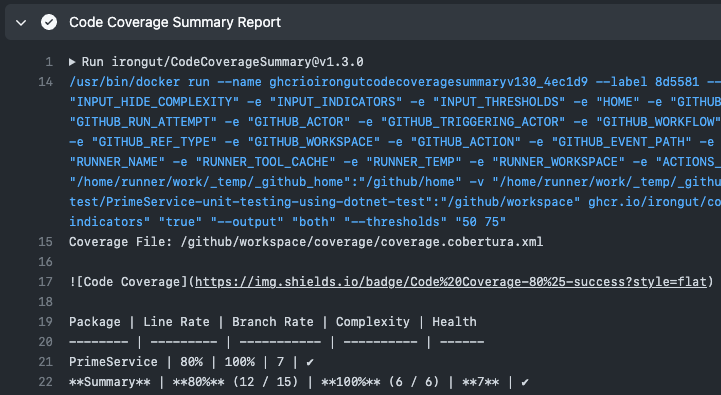 Code Coverage Summary Report
1 ▶ Run irongut/CodeCoverageSummary@v1.3.0
14 /usr/bin/docker run --name ghcrioirongutcodecoveragesummaryv130_4ec1d9 --label 8d5581 --
"INPUT_HIDE_COMPLEXITY" -e "INPUT_INDICATORS" -e "INPUT_THRESHOLDS" -e "HOME" -e "GITHUB
"GITHUB_RUN_ATTEMPT" -e "GITHUB_ACTOR" -e "GITHUB_TRIGGERING_ACTOR" -e "GITHUB_WORKFLOW"
-e "GITHUB_REF_TYPE" -e "GITHUB_WORKSPACE" -e "GITHUB_ACTION" -e "GITHUB_EVENT_PATH" -e
"RUNNER_NAME" -e "RUNNER_TOOL_CACHE" -e "RUNNER_TEMP" -e "RUNNER_WORKSPACE" -e "ACTIONS_
"/home/runner/work/_temp/_github_home":"/github/home" -v "/home/runner/work/_temp/_githu
test/PrimeService-unit-testing-using-dotnet-test":"/github/workspace" ghcr.io/irongut/co
indicators" "true" "--output" "both" "--thresholds" "50 75"
15 Coverage File: /github/workspace/coverage/coverage.cobertura.xml
16
17 ![Code Coverage](https://img.shields.io/badge/Code%20Coverage-80%25-success?style=flat)
18
19 Package | Line Rate | Branch Rate | Complexity | Health
20 -------- | --------- | ----------- | ---------- | ------
21 PrimeService | 80% | 100% | 7 | ✔
22 **Summary** | **80%** (12 / 15) | **100%** (6 / 6) | **7** | ✔